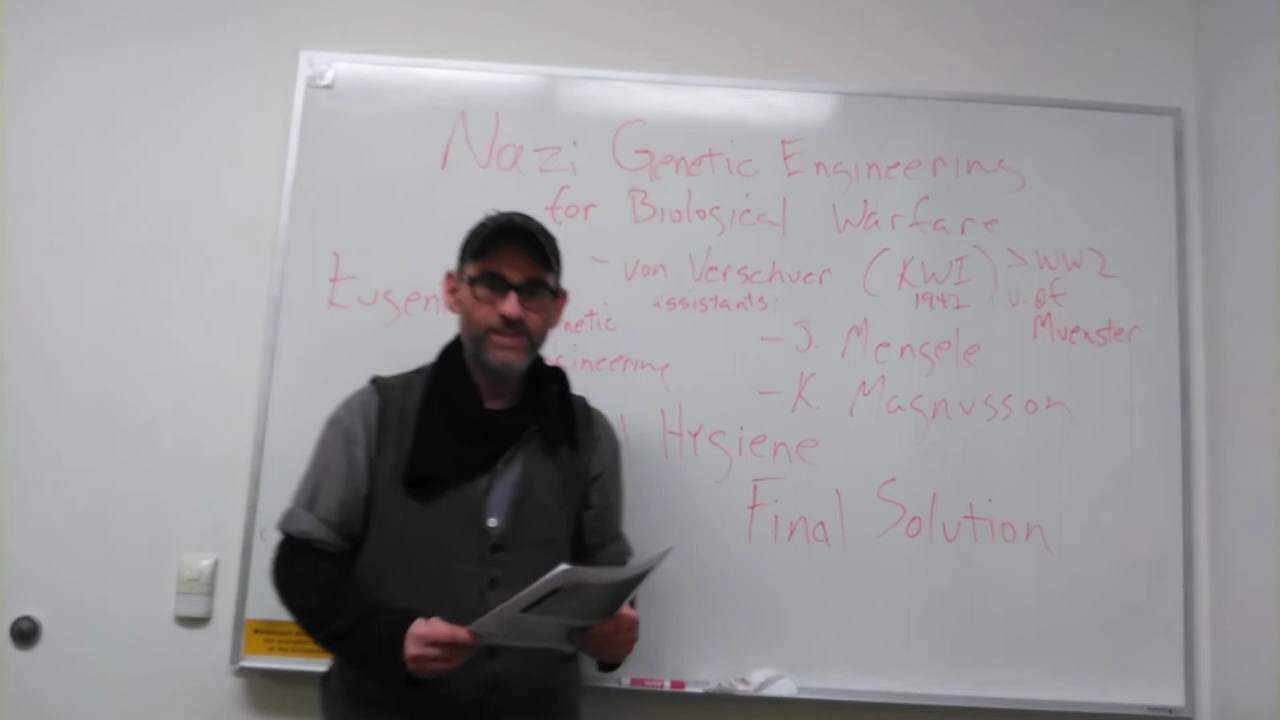 Nazi Genetic Engineering
for Biological Warfare
- von Verschuer (KWI) > WW2
1942 U. of
Muenster
assistants:
- J. Mengele
- K. Magnusson
Hygiene
Final Solution